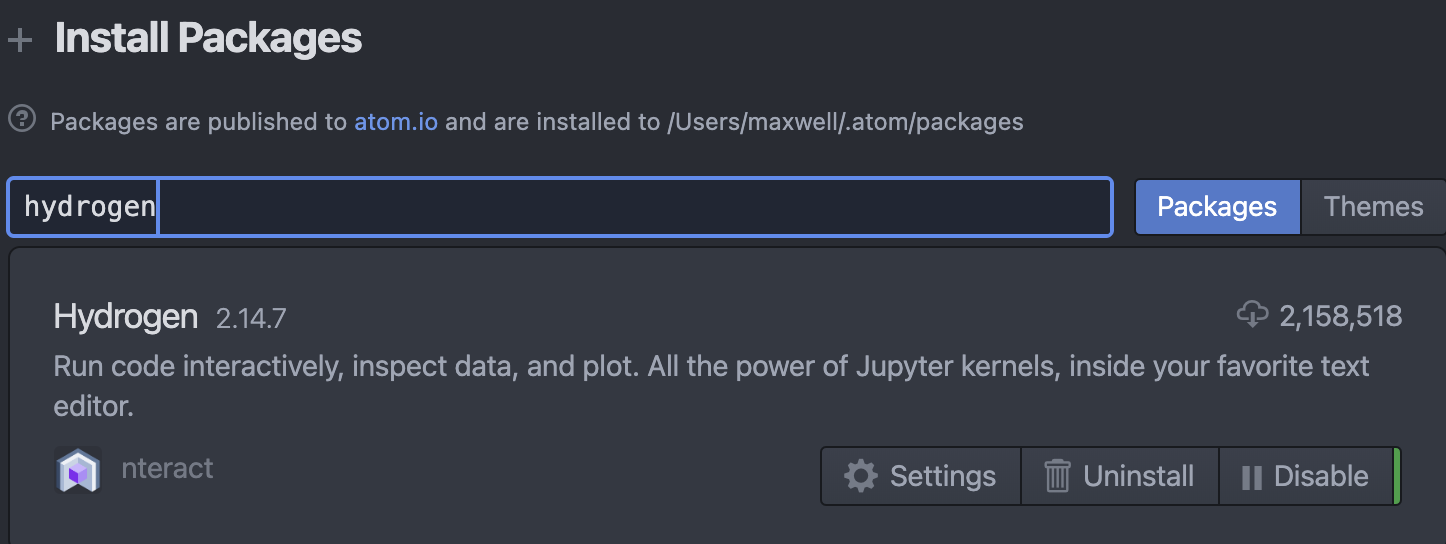 Install Packages
Packages are published to atom.io and are installed to /Users/maxwell/.atom/packages
hydrogen
Packages
Themes
Hydrogen 2.14.7
2,158,518
Run code interactively, inspect data, and plot. All the power of Jupyter kernels, inside your favorite text
editor.
nteract
Settings
Uninstall
Disable